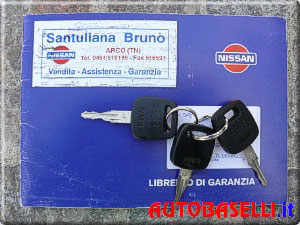 Santuliana Bruno
NISSAN
ARCO (TN)
Vendita - Assistenza - Garanzia
NISSAN
LIBRETTO DI GARANZIA
AUTOBASELLI.it